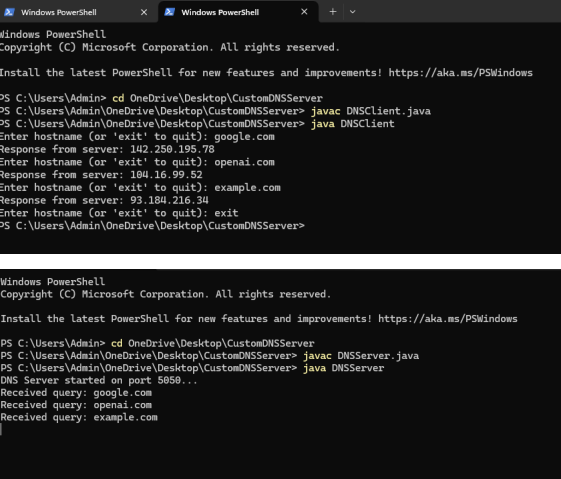 Windows PowerShell
Windows PowerShell
Windows PowerShell
Copyright (C) Microsoft Corporation. All rights reserved.
Install the latest PowerShell for new features and improvements! https://aka.ms/PSWindows
PS C:\Users\Admin> cd OneDrive\Desktop\CustomDNSServer
PS C:\Users\Admin\OneDrive\Desktop\CustomDNSServer> javac DNSClient.java
PS C:\Users\Admin\OneDrive\Desktop\CustomDNSServer> java DNSClient
Enter hostname (or 'exit' to quit): google.com
Response from server: 142.250.195.78
Enter hostname (or 'exit' to quit): openai.com
Response from server: 104.16.99.52
Enter hostname (or 'exit' to quit): example.com
Response from server: 93.184.216.34
Enter hostname (or 'exit' to quit): exit
PS C:\Users\Admin\OneDrive\Desktop\CustomDNSServer>
Windows PowerShell
Copyright (C) Microsoft Corporation. All rights reserved.
Install the latest PowerShell for new features and improvements! https://aka.ms/PSWindows
PS C:\Users\Admin> cd OneDrive\Desktop\CustomDNSServer
PS C:\Users\Admin\OneDrive\Desktop\CustomDNSServer> javac DNSServer.java
PS C:\Users\Admin\OneDrive\Desktop\CustomDNSServer> java DNSServer
DNS Server started on port 5050...
Received query: google.com
Received query: openai.com
Received query: example.com